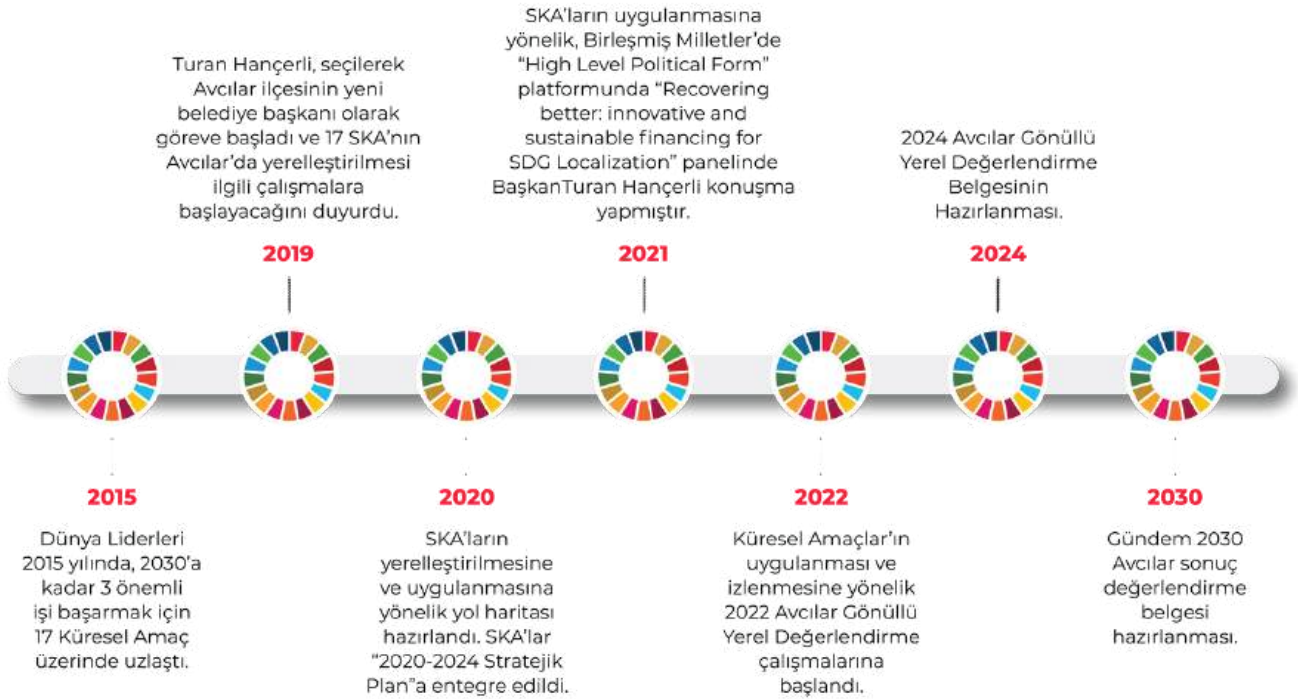 Turan Hançerli, seçilerek
Avcılar ilçesinin yeni
belediye başkanı olarak
göreve başladı ve 17 SKA’nın
Avcılar’da yerelleştirilmesi
ilgili çalışmalara
başlayacağını duyurdu.
2019
SKA’ların uygulanmasına
yönelik, Birleşmiş Milletler’de
“High Level Political Form”
platformunda “Recovering
better: innovative and
sustainable financing for
SDG Localization” panelinde
BaşkanTuran Hançerli konuşma
yapmıştır.
2021
2024 Avcılar Gönüllü
Yerel Değerlendirme
Belgesinin
Hazırlanması.
2024
2015
Dünya Liderleri
2015 yılında, 2030’a
kadar 3 önemli
işi başarmak için
17 Küresel Amaç
üzerinde uzlaştı.
2020
SKA’ların
yerelleştirilmesine
ve uygulanmasına
yönelik yol haritası
hazırlandı. SKA’lar
“2020-2024 Stratejik
Plan”a entegre edildi.
2022
Küresel Amaçlar’ın
uygulanması ve
izlenmesine yönelik
2022 Avcılar Gönüllü
Yerel Değerlendirme
çalışmalarına
başlandı.
2030
Gündem 2030
Avcılar sonuç
değerlendirme
belgesi
hazırlanması.